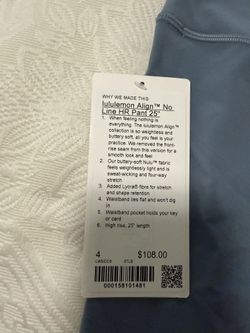 WHY WE MADE THIS
lululemon Align™ No
Line HR Pant 25"
1. When feeling nothing is
everything. The lululemon Align™
collection is so weightless and
buttery soft, all you feel is your
practice. We removed the front-
rise seam from this version for a
smooth look and feel
2. Our buttery-soft Nulu™ fabric
feels weightlessly light and is
sweat-wicking and four-way
stretch
3. Added Lycra® fibre for stretch
and shape retention
4. Waistband lies flat and won't dig
in
5. Waistband pocket holds your key
or card
6. High rise, 25" length
4
$108.00
000158101481